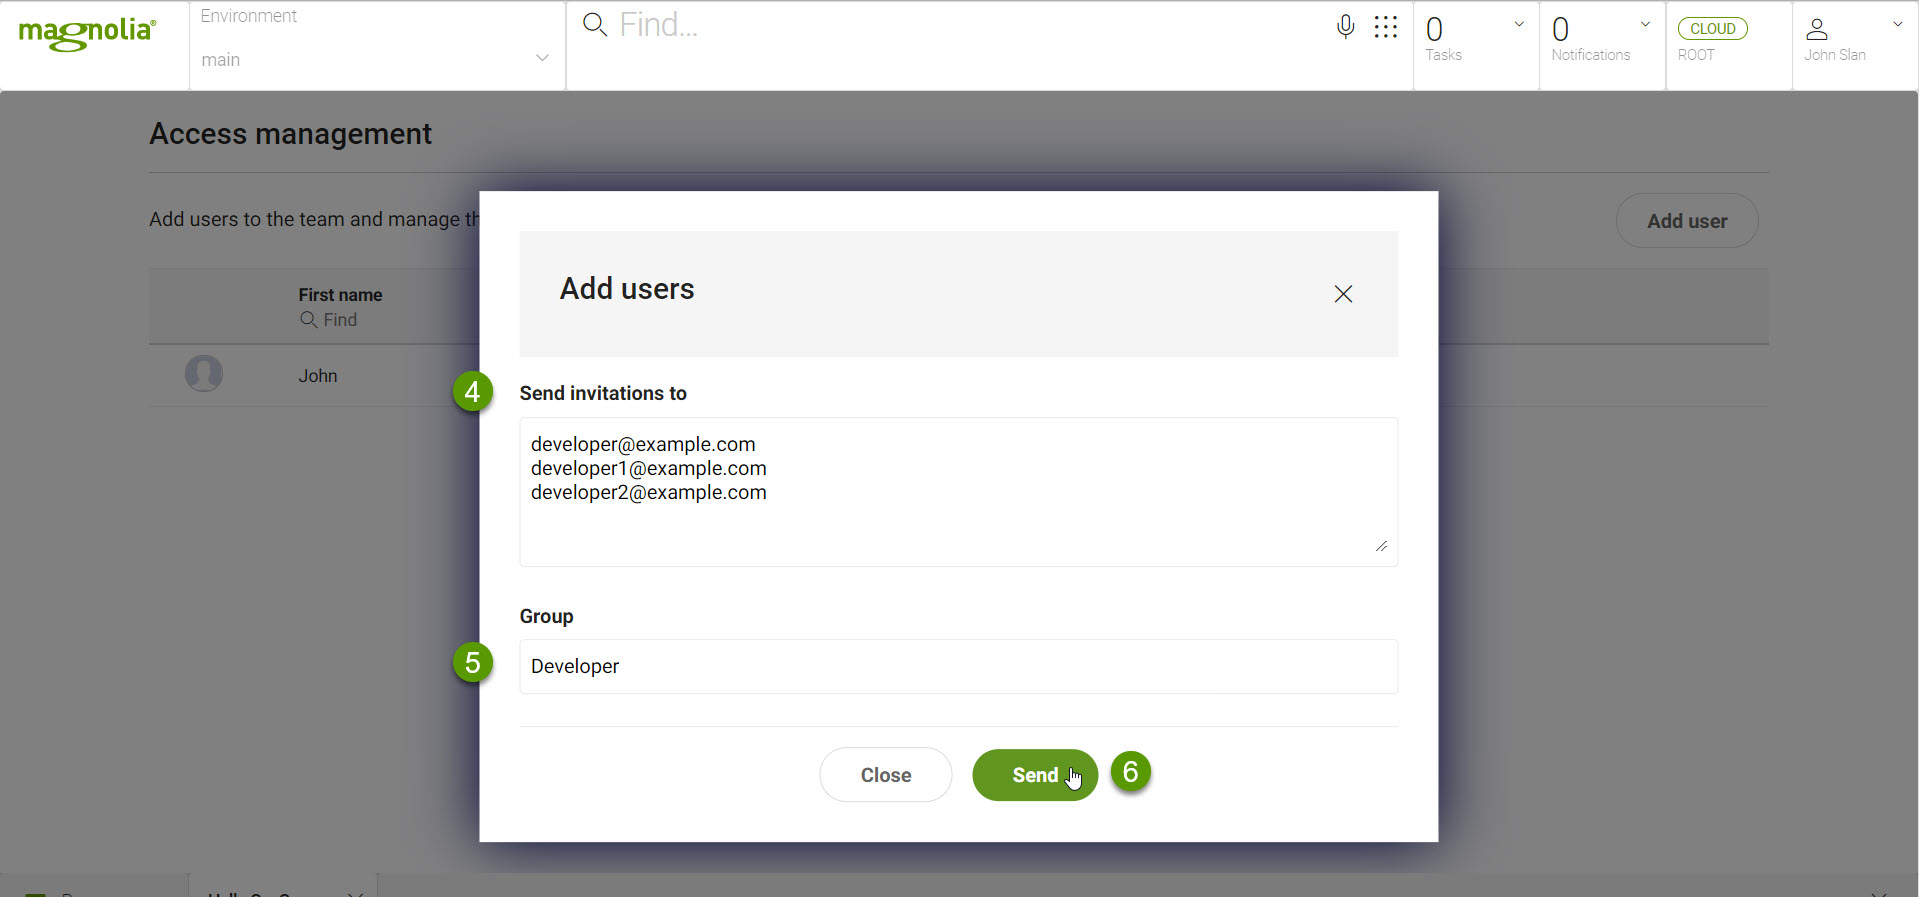 magnolia®
Environment
main
Find...
0
Tasks
0
Notifications
CLOUD
ROOT
John Slan
Access management
Add users to the team and manage
Add user
First name
Find
John
Add users
4
Send invitations to
developer@example.com
developer1@example.com
developer2@example.com
Group
5
Developer
Close
Send
6